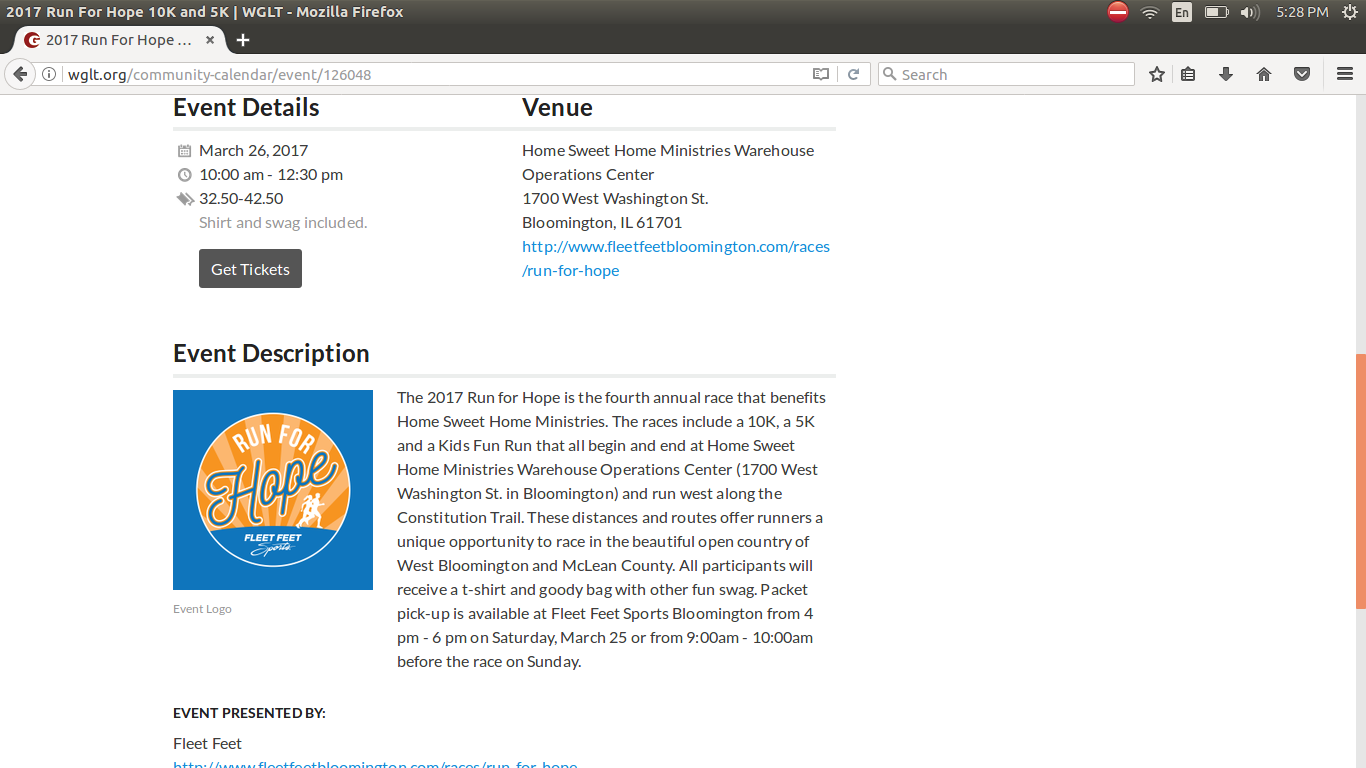 2017 Run For Hope 10K and 5K | WGLT - Mozilla Firefox
En
5:28 PM
2017 Run For Hope ...
wglt.org/community-calendar/event/126048
Search
Event Details
March 26, 2017
10:00 am - 12:30 pm
32.50-42.50
Shirt and swag included.
Get Tickets
Venue
Home Sweet Home Ministries Warehouse
Operations Center
1700 West Washington St.
Bloomington, IL 61701
http://www.fleetfeetbloomington.com/races
/run-for-hope
Event Description
RUN FOR
Hope
FLEET FEET
Sports
Event Logo
The 2017 Run for Hope is the fourth annual race that benefits
Home Sweet Home Ministries. The races include a 10K, a 5K
and a Kids Fun Run that all begin and end at Home Sweet
Home Ministries Warehouse Operations Center (1700 West
Washington St. in Bloomington) and run west along the
Constitution Trail. These distances and routes offer runners a
unique opportunity to race in the beautiful open country of
West Bloomington and McLean County. All participants will
receive a t-shirt and goody bag with other fun swag. Packet
pick-up is available at Fleet Feet Sports Bloomington from 4
pm - 6 pm on Saturday, March 25 or from 9:00am - 10:00am
before the race on Sunday.
EVENT PRESENTED BY:
Fleet Feet
http://www.fleetfeetbloomington.com/races/run-for-hope